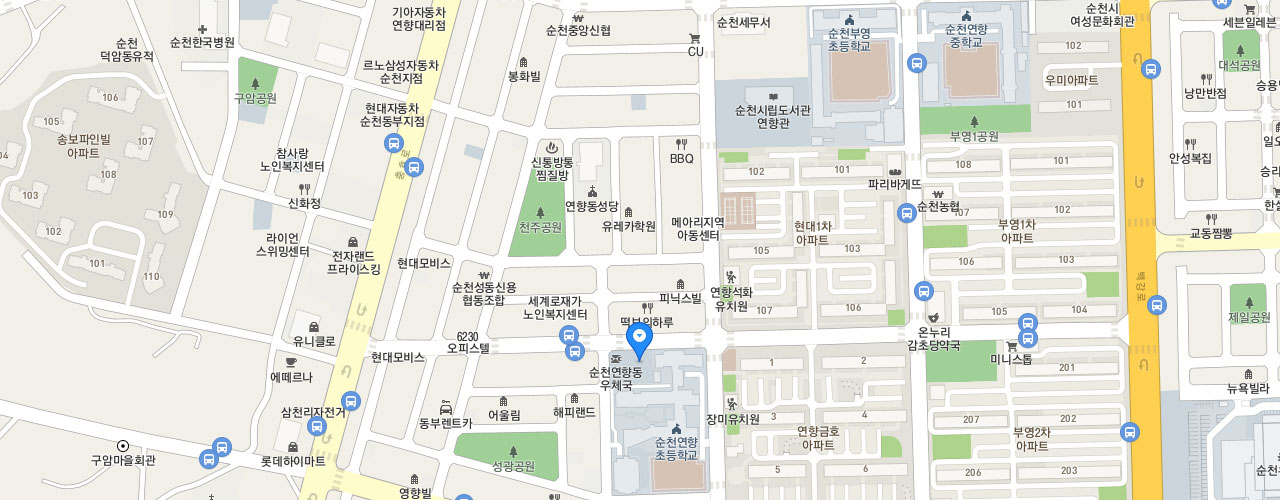 기아자동차
연향대리점
순천중앙신협
순천세무서
순천부영
초등학교
순천연향
중학교
순천시
여성문화회관
세븐일레븐
순천
덕암동유적
순천한국병원
CU
102
우미아파트
101
대석공원
르노삼성자동차
순천지점
봉화빌
구암공원
106
105
107
송보파인빌
아파트
104
108
103
109
102
101
110
현대자동차
순천동부지점
순천시립도서관
연향관
부영1공원
낭만반점
승용
안성복집
참사랑
노인복지센터
신화정
신통방통
찜질방
BBQ
연향동성당
유레카학원
메아리지역
아동센터
천주공원
102
101
파리바게뜨
108
101
순천농협
107
102
현대1차
아파트
부영1차
아파트
105
103
106
103
교동짬뽕
라이언
스위밍센터
전자랜드
프라이스킹
현대모비스
순천성동신용
협동조합
세계로재가
노인복지센터
피닉스빌
떡보의하루
연향석화
유치원
107
106
105
104
온누리
감초당약국
미니스톱
백강로
제일공원
유니클로
에떼르나
현대모비스
6230
오피스텔
순천연향동
우체국
1
2
201
뉴욕빌라
삼천리자전거
동부렌트카
어울림
해피랜드
장미유치원
3
4
연향금호
아파트
207
202
부영2차
아파트
구암마을회관
롯데하이마트
성광공원
순천연향
초등학교
5
6
206
203
영향빌